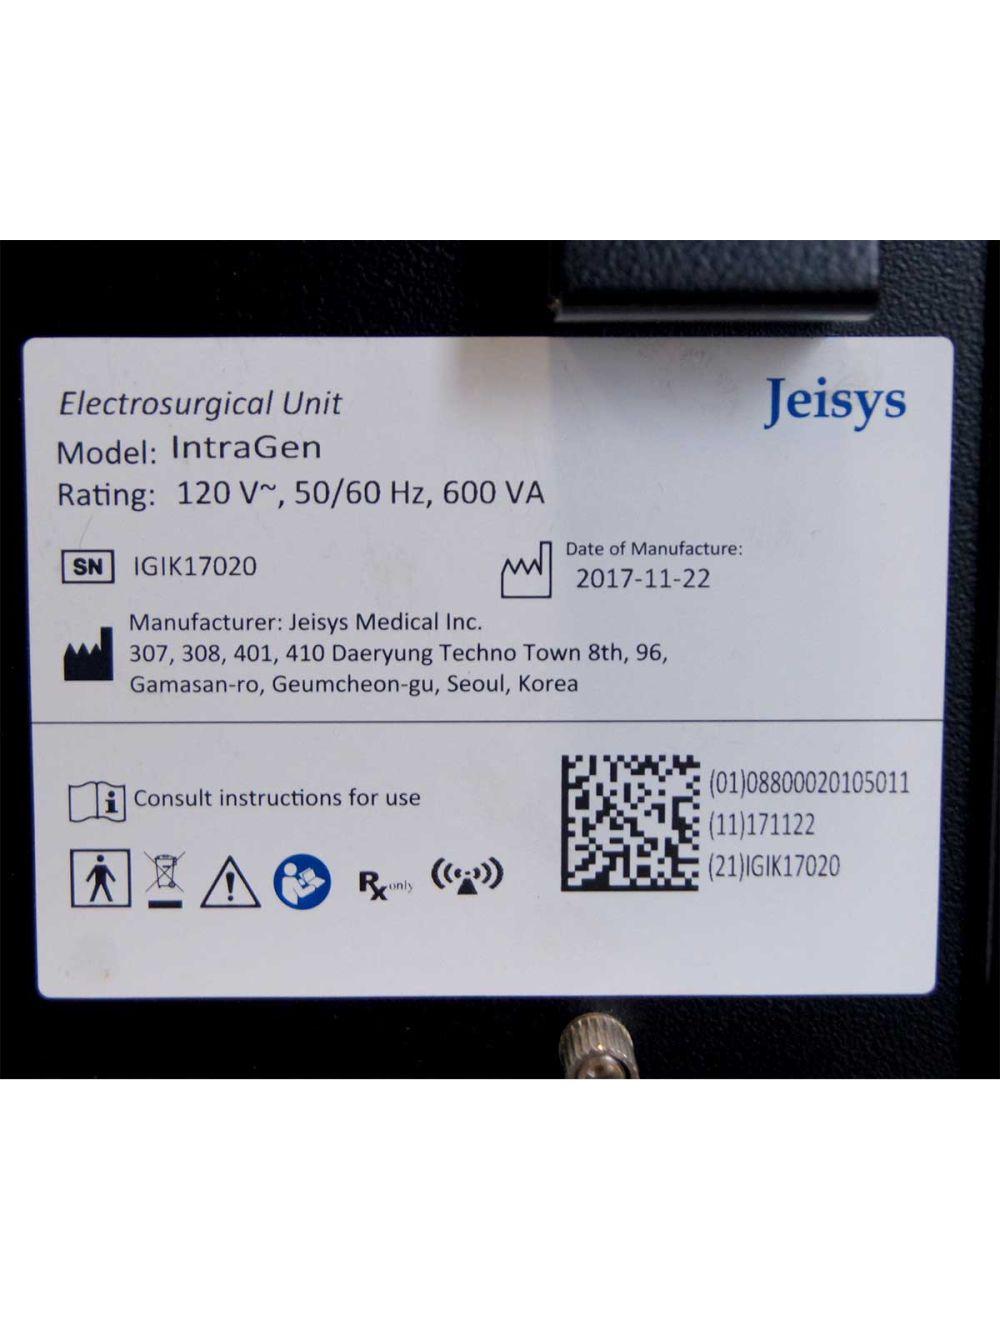 Jeisys
Electrosurgical Unit
Model: IntraGen
Rating: 120 V~, 50/60 Hz, 600 VA
SN IGIK17020
Date of Manufacture:
2017-11-22
Manufacturer: Jeisys Medical Inc.
307, 308, 401, 410 Daeryung Techno Town 8th, 96,
Gamasan-ro, Geumcheon-gu, Seoul, Korea
i Consult instructions for use
(01)08800020105011
(11)171122
(21)IGIK17020
Rx only